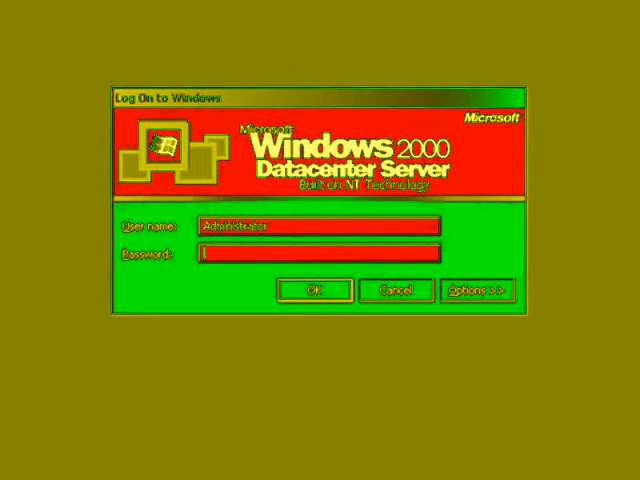 Log On to Windows
Microsoft
Microsoft
Windows 2000
Datacenter Server
Built on NT Technology
User name:
Administrator
Password:
OK
Cancel
Options >>